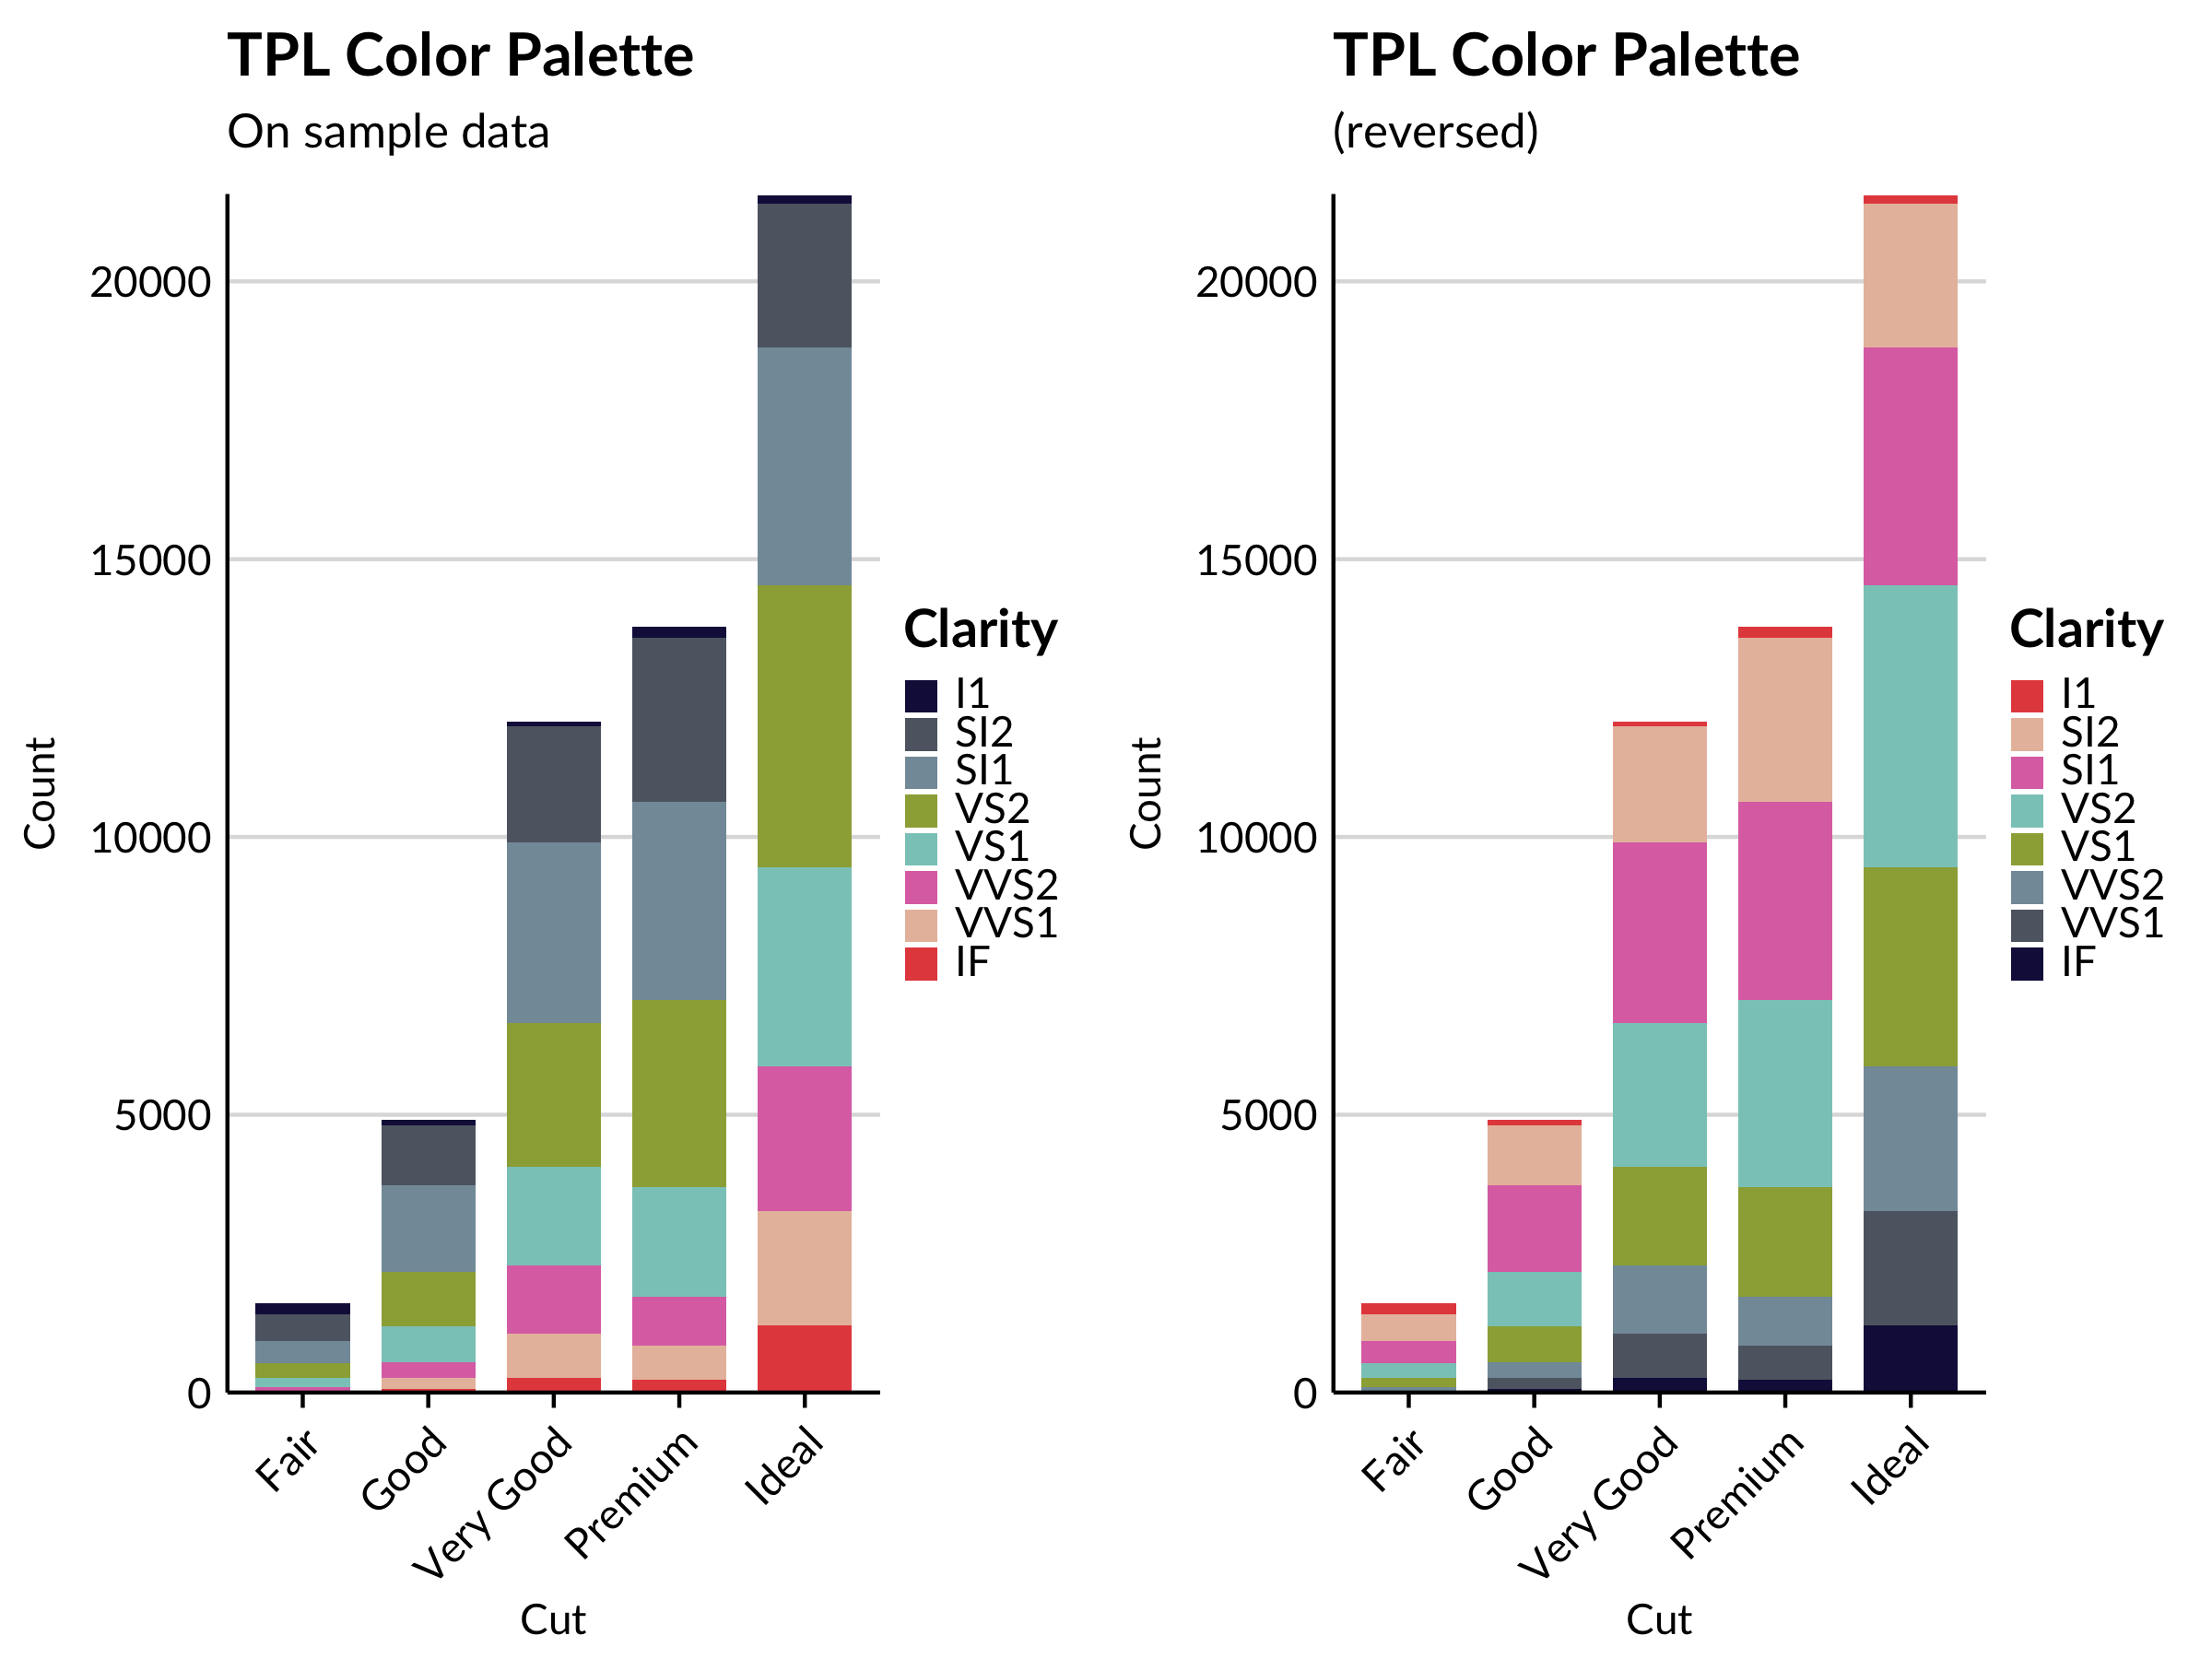 TPL Color Palette
On sample data
20000
15000
10000
5000
0
Count
Fair
Good
Very Good
Premium
Ideal
Cut
Clarity
I1
SI2
SI1
VS2
VS1
VVS2
VVS1
IF
TPL Color Palette
(reversed)
20000
15000
10000
5000
0
Count
Fair
Good
Very Good
Premium
Ideal
Cut
Clarity
I1
SI2
SI1
VS2
VS1
VVS2
VVS1
IF